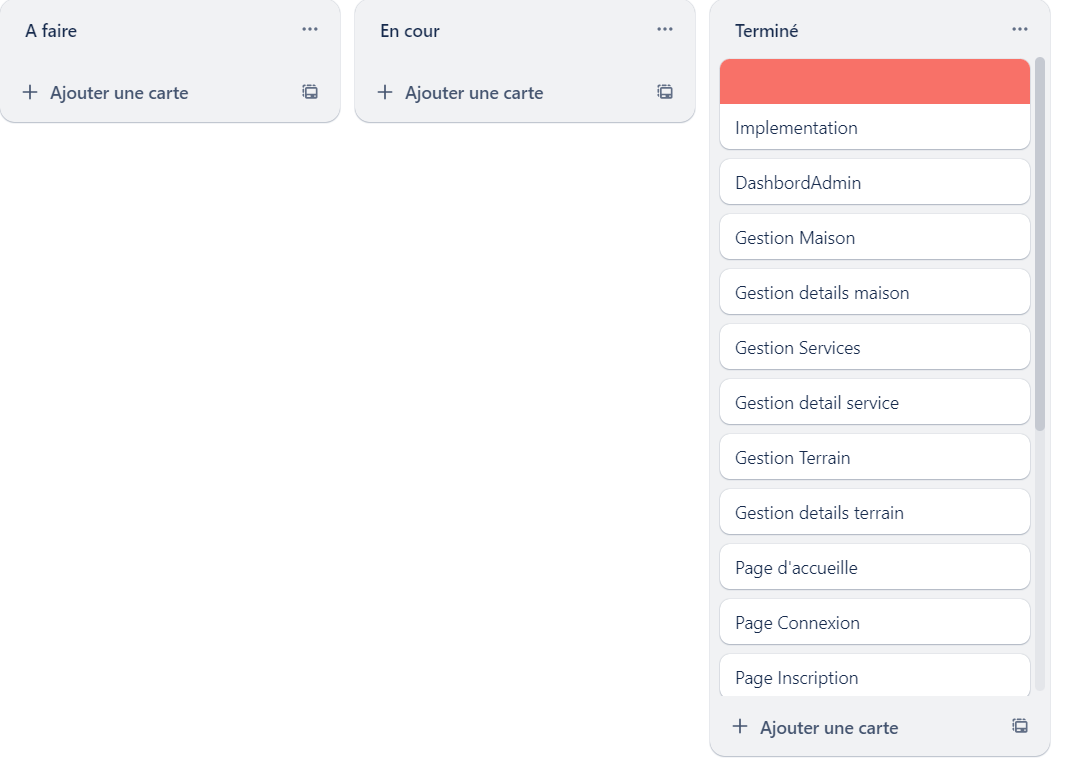 A faire
Ajouter une carte
En cour
Ajouter une carte
Terminé
Implementation
DashbordAdmin
Gestion Maison
Gestion details maison
Gestion Services
Gestion detail service
Gestion Terrain
Gestion details terrain
Page d'accueille
Page Connexion
Page Inscription
Ajouter une carte